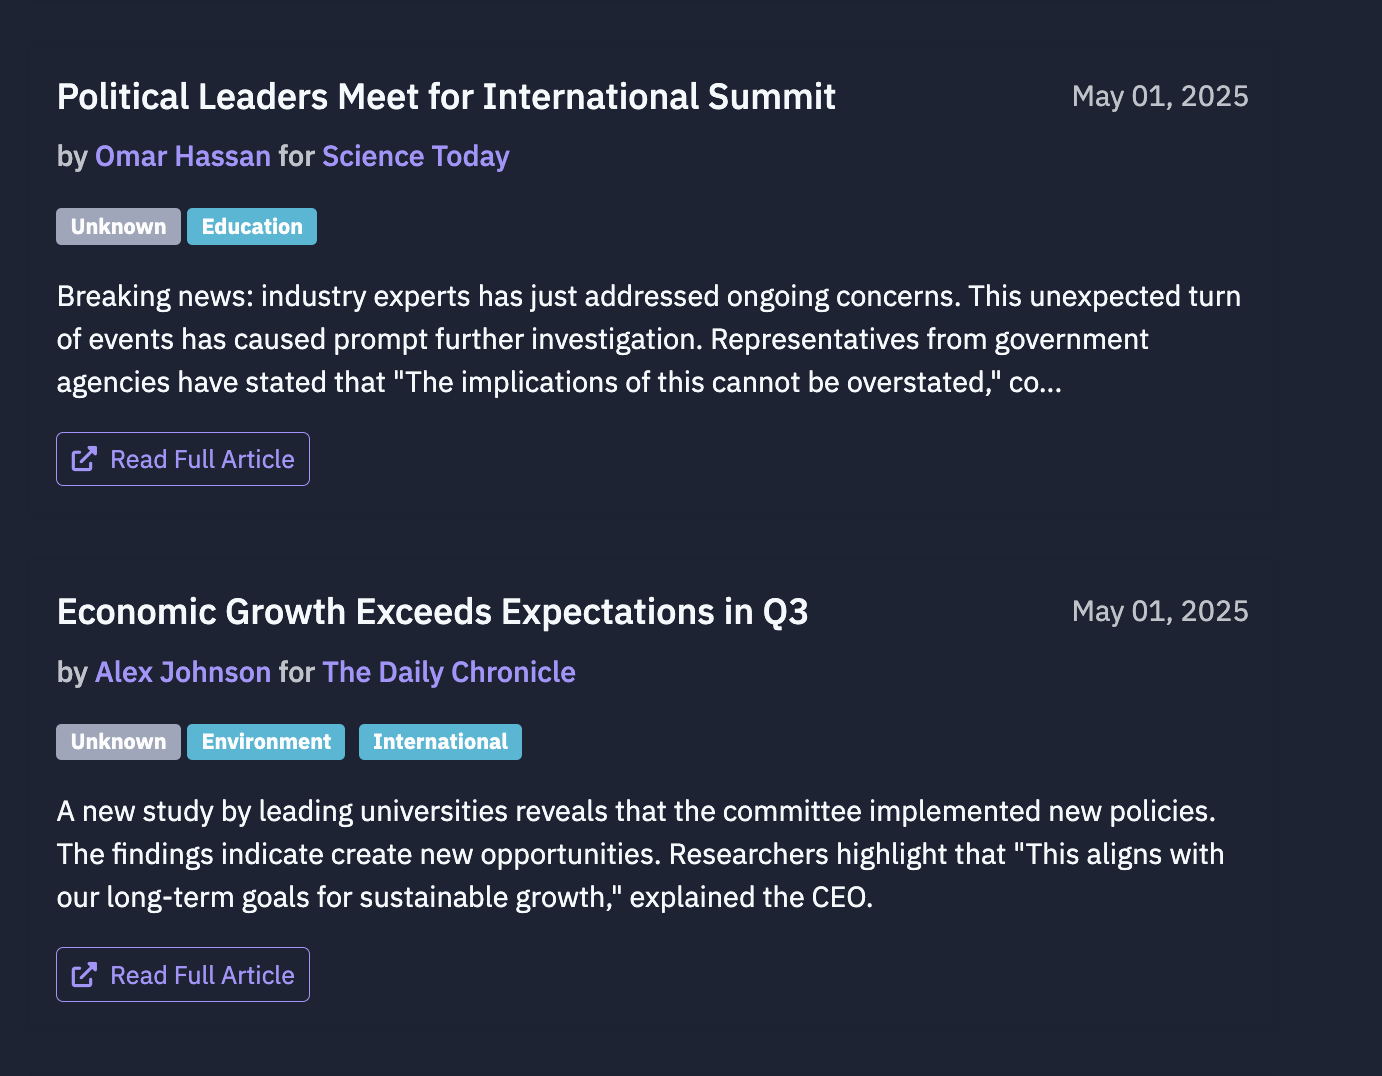 Political Leaders Meet for International Summit
May 01, 2025
by Omar Hassan for Science Today
Unknown Education
Breaking news: industry experts has just addressed ongoing concerns. This unexpected turn
of events has caused prompt further investigation. Representatives from government
agencies have stated that "The implications of this cannot be overstated," co...
Read Full Article
Economic Growth Exceeds Expectations in Q3
May 01, 2025
by Alex Johnson for The Daily Chronicle
Unknown Environment International
A new study by leading universities reveals that the committee implemented new policies.
The findings indicate create new opportunities. Researchers highlight that "This aligns with
our long-term goals for sustainable growth," explained the CEO.
Read Full Article